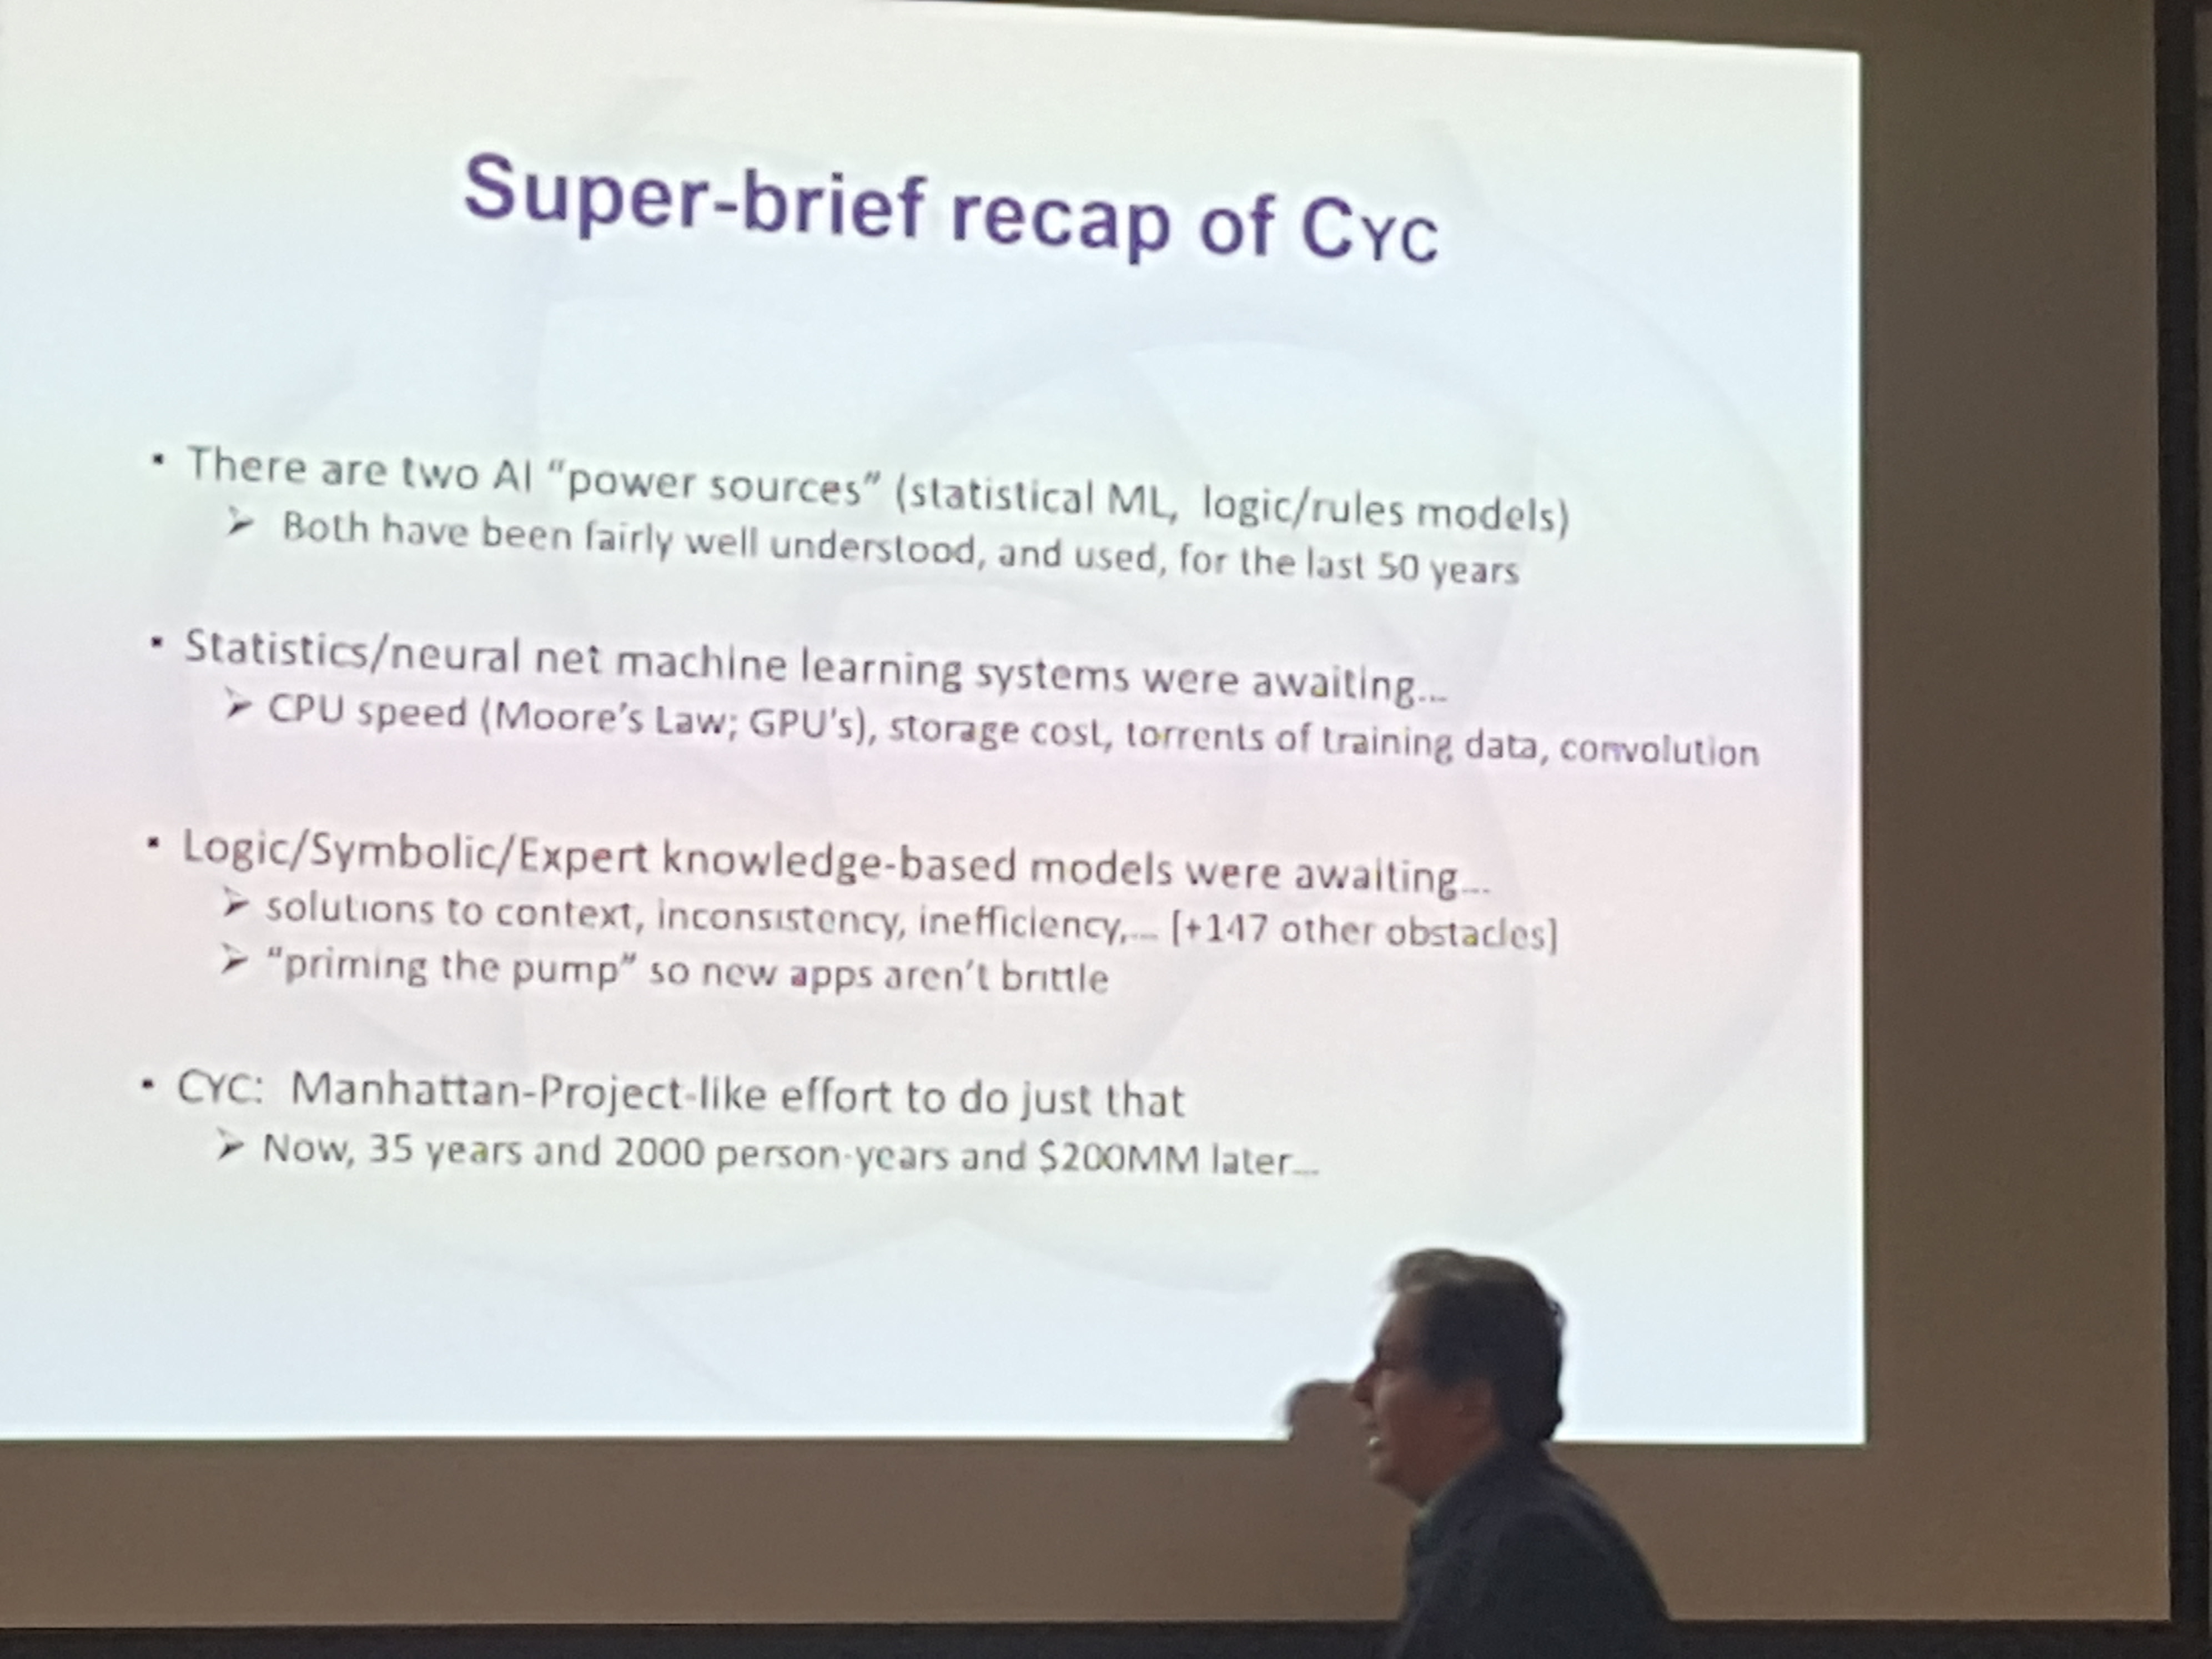 Super-brief recap of CYC
▪ There are two AI “power sources” (statistical ML, logic/rules models)
➢ Both have been fairly well understood, and used, for the last 50 years
▪ Statistics/neural net machine learning systems were awaiting...
➢ CPU speed (Moore’s Law; GPU's), storage cost, torrents of training data, convolution
▪ Logic/Symbolic/Expert knowledge-based models were awaiting...
➢ solutions to context, inconsistency, inefficiency,... [+147 other obstacles]
➢ “priming the pump” so new apps aren’t brittle
▪ CYC: Manhattan-Project-like effort to do just that
➢ Now, 35 years and 2000 person-years and $200MM later...